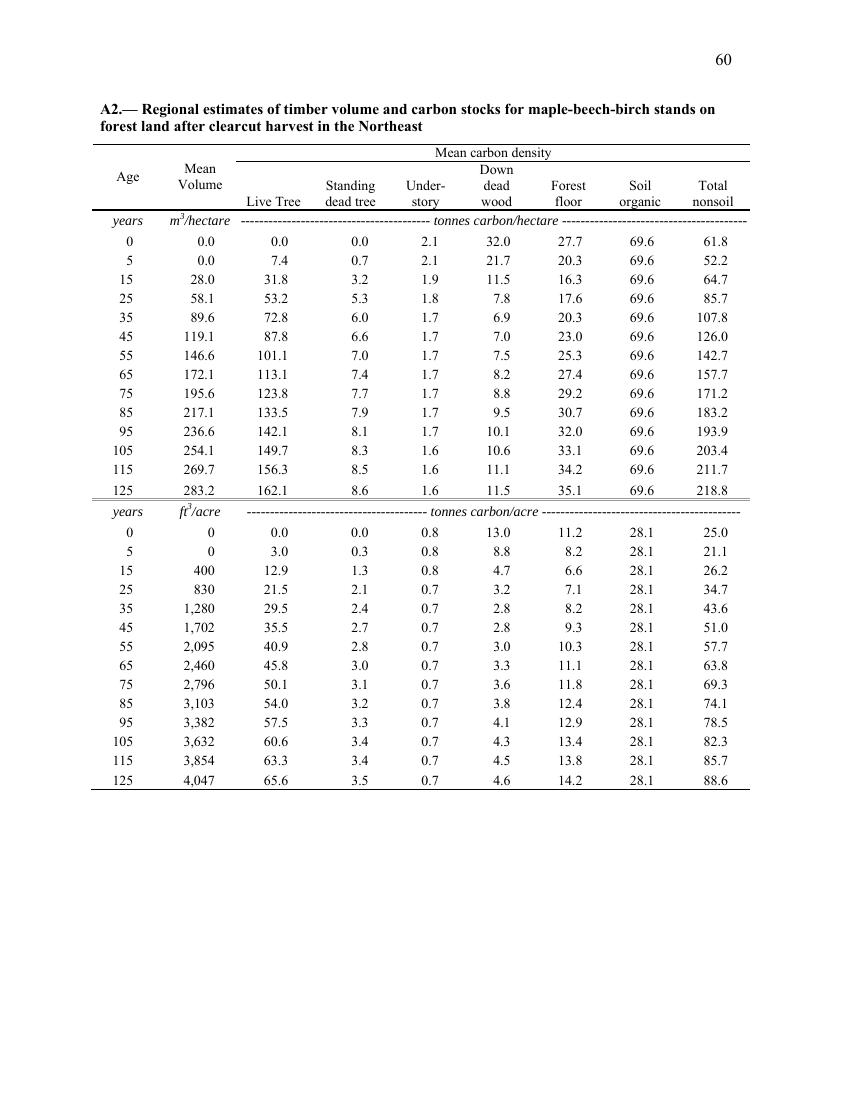 60
A2.— Regional estimates of timber volume and carbon stocks for maple-beech-birch stands on
forest land after clearcut harvest in the Northeast
Mean carbon density
Age Mean Volume Live Tree Standing dead tree Under-story Down dead wood Forest floor Soil organic Total nonsoil
years m³/hectare ---------------------------------------- tonnes carbon/hectare ----------------------------------------
0 0.0 0.0 0.0 2.1 32.0 27.7 69.6 61.8
5 0.0 7.4 0.7 2.1 21.7 20.3 69.6 52.2
15 28.0 31.8 3.2 1.9 11.5 16.3 69.6 64.7
25 58.1 53.2 5.3 1.8 7.8 17.6 69.6 85.7
35 89.6 72.8 6.0 1.7 6.9 20.3 69.6 107.8
45 119.1 87.8 6.6 1.7 7.0 23.0 69.6 126.0
55 146.6 101.1 7.0 1.7 7.5 25.3 69.6 142.7
65 172.1 113.1 7.4 1.7 8.2 27.4 69.6 157.7
75 195.6 123.8 7.7 1.7 8.8 29.2 69.6 171.2
85 217.1 133.5 7.9 1.7 9.5 30.7 69.6 183.2
95 236.6 142.1 8.1 1.7 10.1 32.0 69.6 193.9
105 254.1 149.7 8.3 1.6 10.6 33.1 69.6 203.4
115 269.7 156.3 8.5 1.6 11.1 34.2 69.6 211.7
125 283.2 162.1 8.6 1.6 11.5 35.1 69.6 218.8
years ft³/acre --------------------------------------- tonnes carbon/acre -------------------------------------------
0 0 0.0 0.0 0.8 13.0 11.2 28.1 25.0
5 0 3.0 0.3 0.8 8.8 8.2 28.1 21.1
15 400 12.9 1.3 0.8 4.7 6.6 28.1 26.2
25 830 21.5 2.1 0.7 3.2 7.1 28.1 34.7
35 1,280 29.5 2.4 0.7 2.8 8.2 28.1 43.6
45 1,702 35.5 2.7 0.7 2.8 9.3 28.1 51.0
55 2,095 40.9 2.8 0.7 3.0 10.3 28.1 57.7
65 2,460 45.8 3.0 0.7 3.3 11.1 28.1 63.8
75 2,796 50.1 3.1 0.7 3.6 11.8 28.1 69.3
85 3,103 54.0 3.2 0.7 3.8 12.4 28.1 74.1
95 3,382 57.5 3.3 0.7 4.1 12.9 28.1 78.5
105 3,632 60.6 3.4 0.7 4.3 13.4 28.1 82.3
115 3,854 63.3 3.4 0.7 4.5 13.8 28.1 85.7
125 4,047 65.6 3.5 0.7 4.6 14.2 28.1 88.6